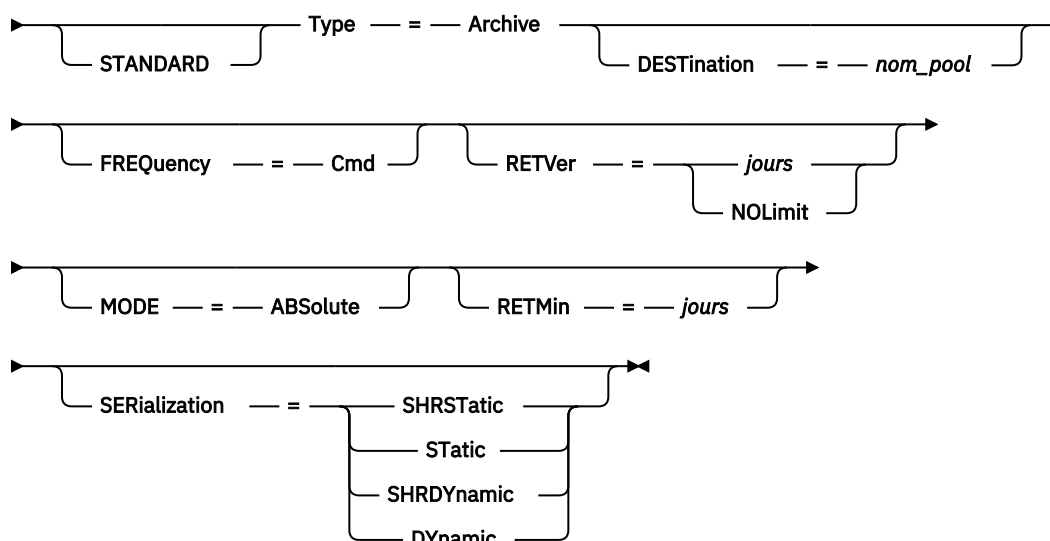 Type = Archive
STANDARD
DESTination = nom_pool
FREQuency = Cmd
RETVer = jours
NOLimit
MODE = ABSolute
RETMin = jours
SERialization = SHRSTatic
STatic
SHRDYnamic
DYnamic